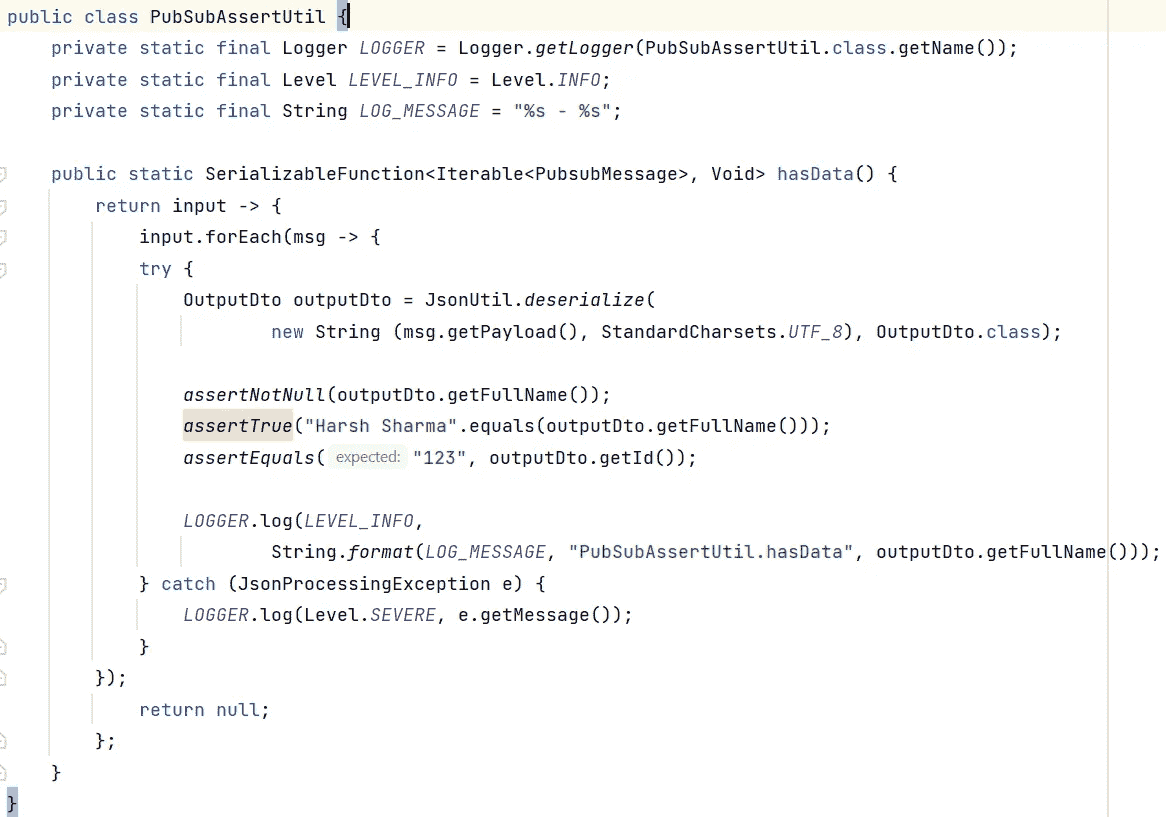 public class PubSubAssertUtil {
    private static final Logger LOGGER = Logger.getLogger(PubSubAssertUtil.class.getName());
    private static final Level LEVEL_INFO = Level.INFO;
    private static final String LOG_MESSAGE = "%s - %s";
    public static SerializableFunction<Iterable<PubsubMessage>, Void> hasData() {
        return input -> {
            input.forEach(msg -> {
            try {
                OutputDto outputDto = JsonUtil.deserialize(
                        new String (msg.getPayload(), StandardCharsets.UTF_8), OutputDto.class);
                assertNotNull(outputDto.getFullName());
                assertTrue("Harsh Sharma".equals(outputDto.getFullName()));
                assertEquals( expected: "123", outputDto.getId());
                LOGGER.log(LEVEL_INFO,
                        String.format(LOG_MESSAGE, "PubSubAssertUtil.hasData", outputDto.getFullName()));
            } catch (JsonProcessingException e) {
                LOGGER.log(Level.SEVERE, e.getMessage());
            }
        });
            return null;
        };
    }
}